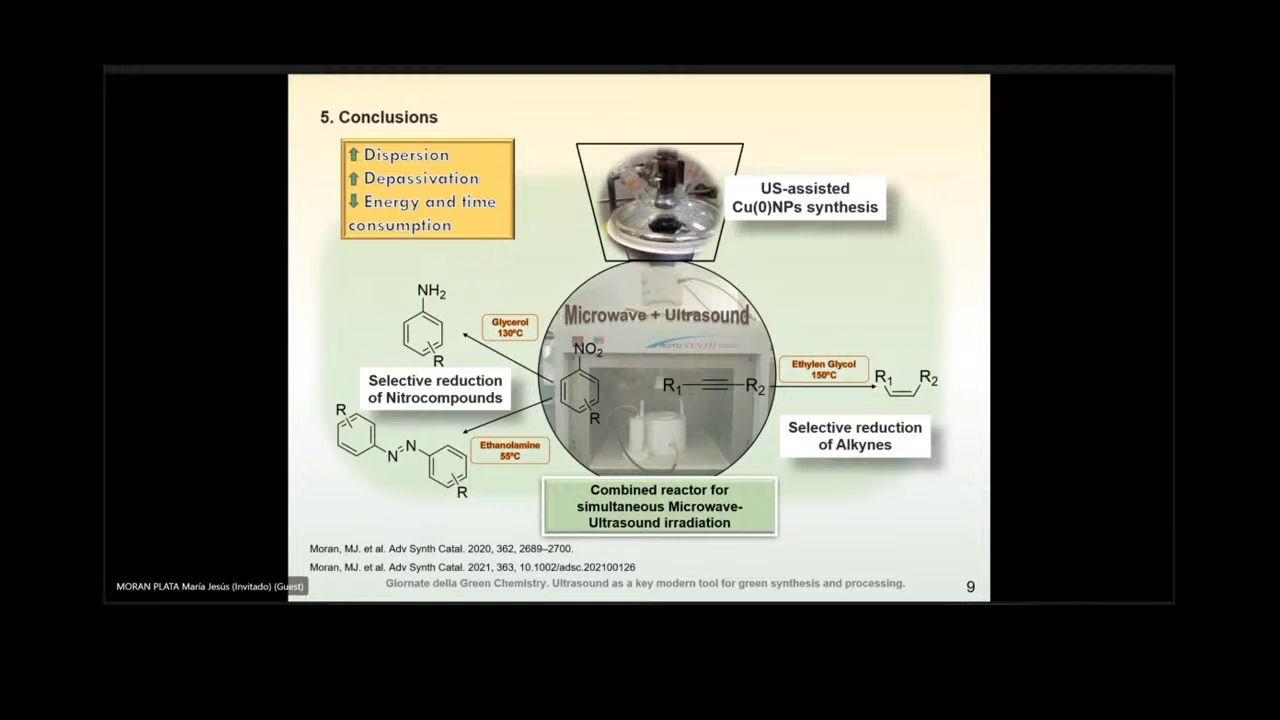 5. Conclusions
Dispersion
Depassivation
Energy and time
consumption
US-assisted
Cu(0)NPs synthesis
Microwave + Ultrasound
NH2
R
Glycerol
130ºC
NO2
R
R1
R2
Ethylen Glycol
150ºC
R1
R2
Selective reduction
of Nitrocompounds
Selective reduction
of Alkynes
R
N
N
R
Ethanolamine
55ºC
Combined reactor for
simultaneous Microwave-
Ultrasound irradiation
Moran, MJ. et al. Adv Synth Catal. 2020, 362, 2689–2700.
Moran, MJ. et al. Adv Synth Catal. 2021, 363, 10.1002/adsc.202100126
MORAN PLATA María Jesús (Invitado) (Guest)
Giornate della Green Chemistry. Ultrasound as a key modern tool for green synthesis and processing.
9